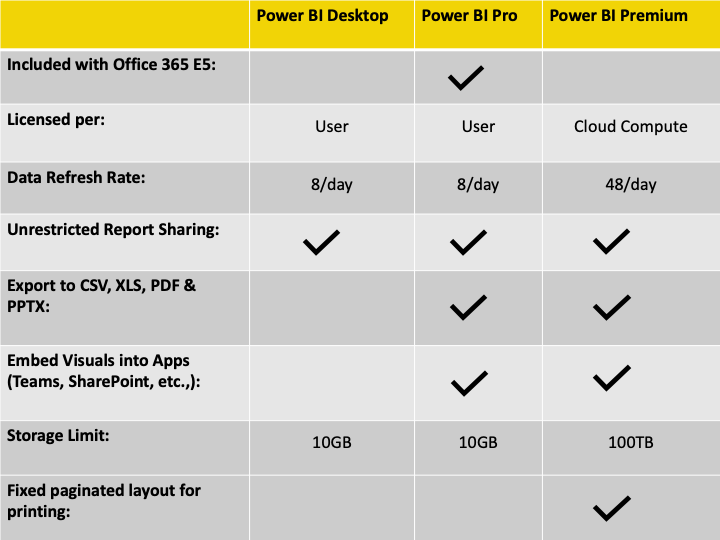 Power BI Desktop Power BI Pro Power BI Premium
Included with Office 365 E5: ✓
Licensed per: User User Cloud Compute
Data Refresh Rate: 8/day 8/day 48/day
Unrestricted Report Sharing: ✓ ✓ ✓
Export to CSV, XLS, PDF &
PPTX: ✓ ✓
Embed Visuals into Apps
(Teams, SharePoint, etc.,): ✓ ✓
Storage Limit: 10GB 10GB 100TB
Fixed paginated layout for
printing: ✓